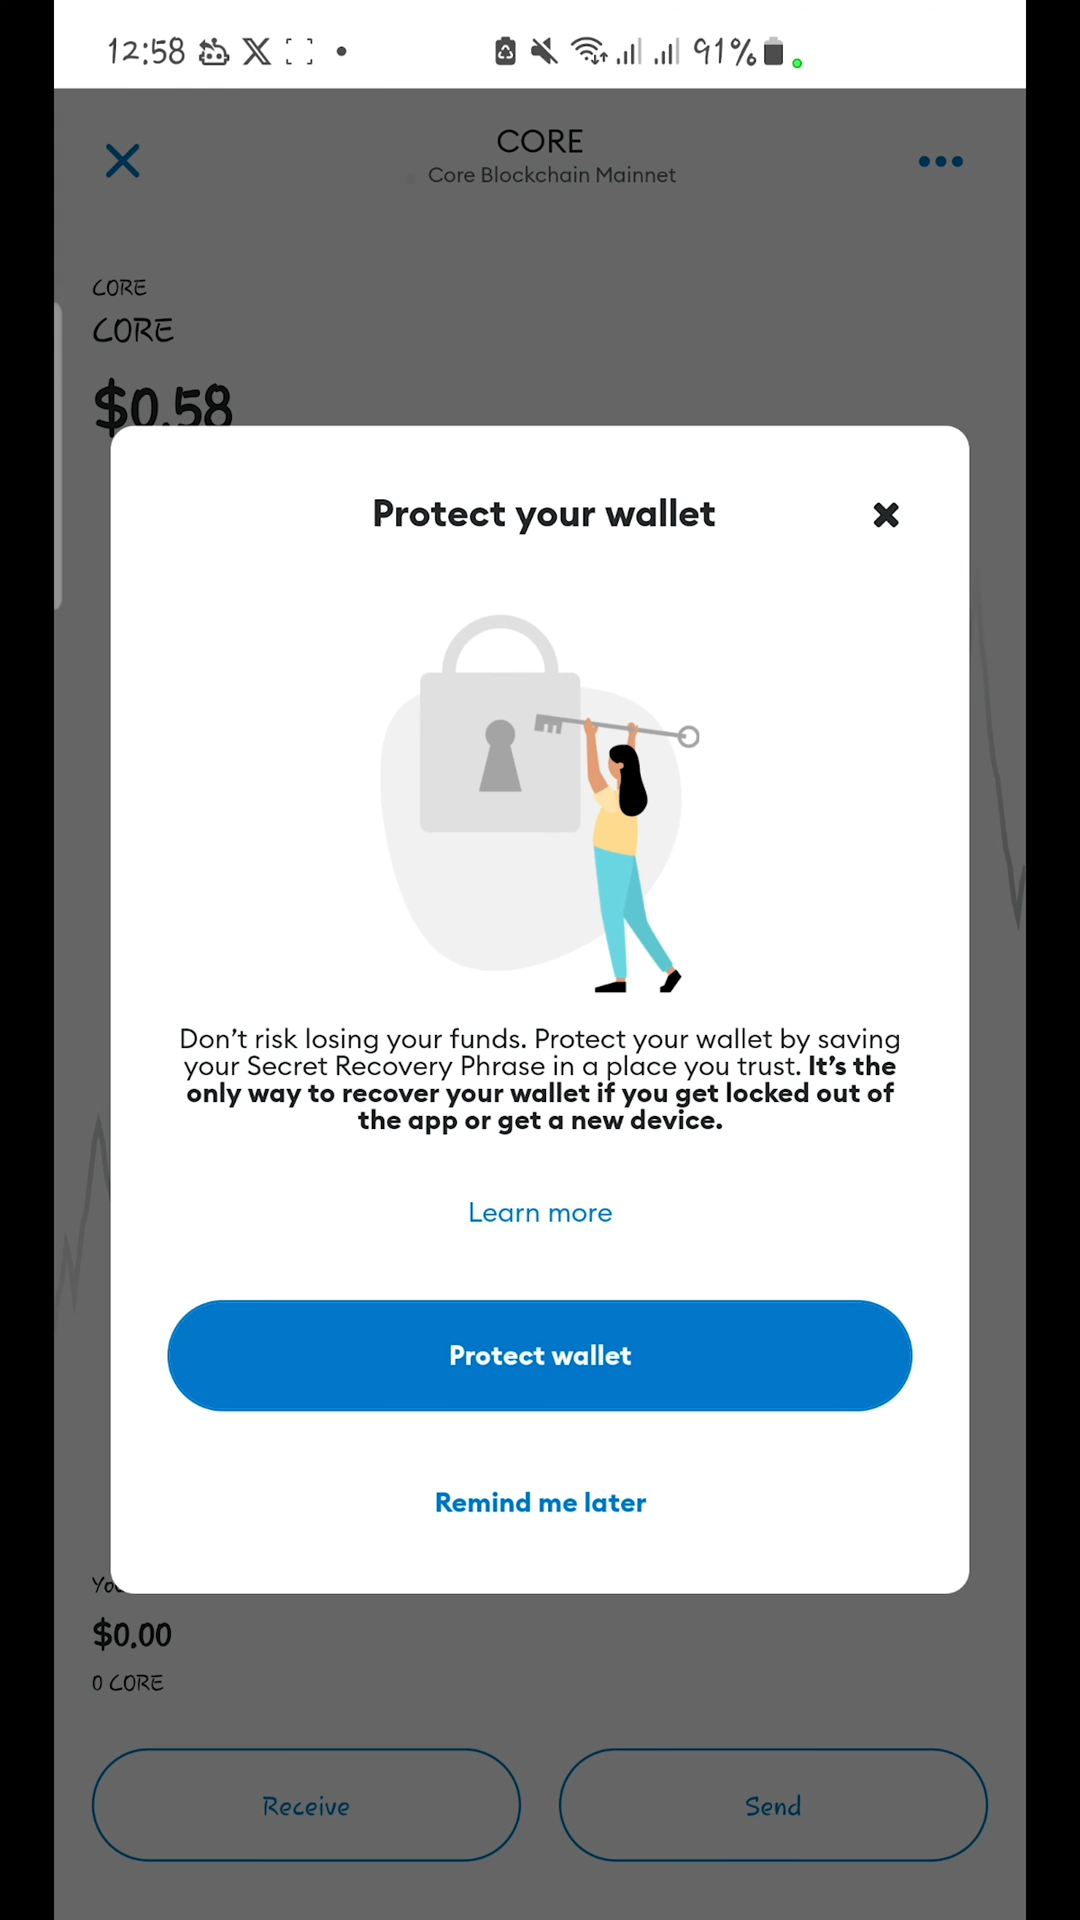 12:58 91%
CORE
Core Blockchain Mainnet
CORE
CORE
$0.58
Protect your wallet
Don't risk losing your funds. Protect your wallet by saving
your Secret Recovery Phrase in a place you trust. It's the
only way to recover your wallet if you get locked out of
the app or get a new device.
Learn more
Protect wallet
Remind me later
$0.00
0 CORE
Receive Send